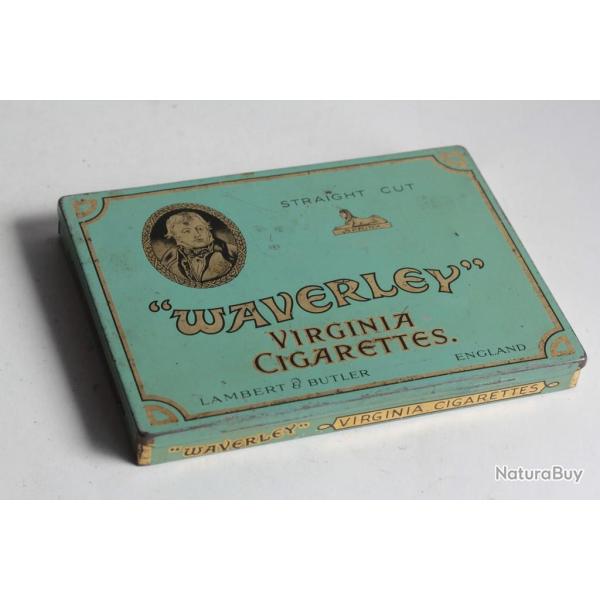 STRAIGHT CUT
"WAVERLEY"
VIRGINIA
CIGARETTES.
LAMBERT & BUTLER ENGLAND
"WAVERLEY" VIRGINIA CIGARETTES
NaturaBuy